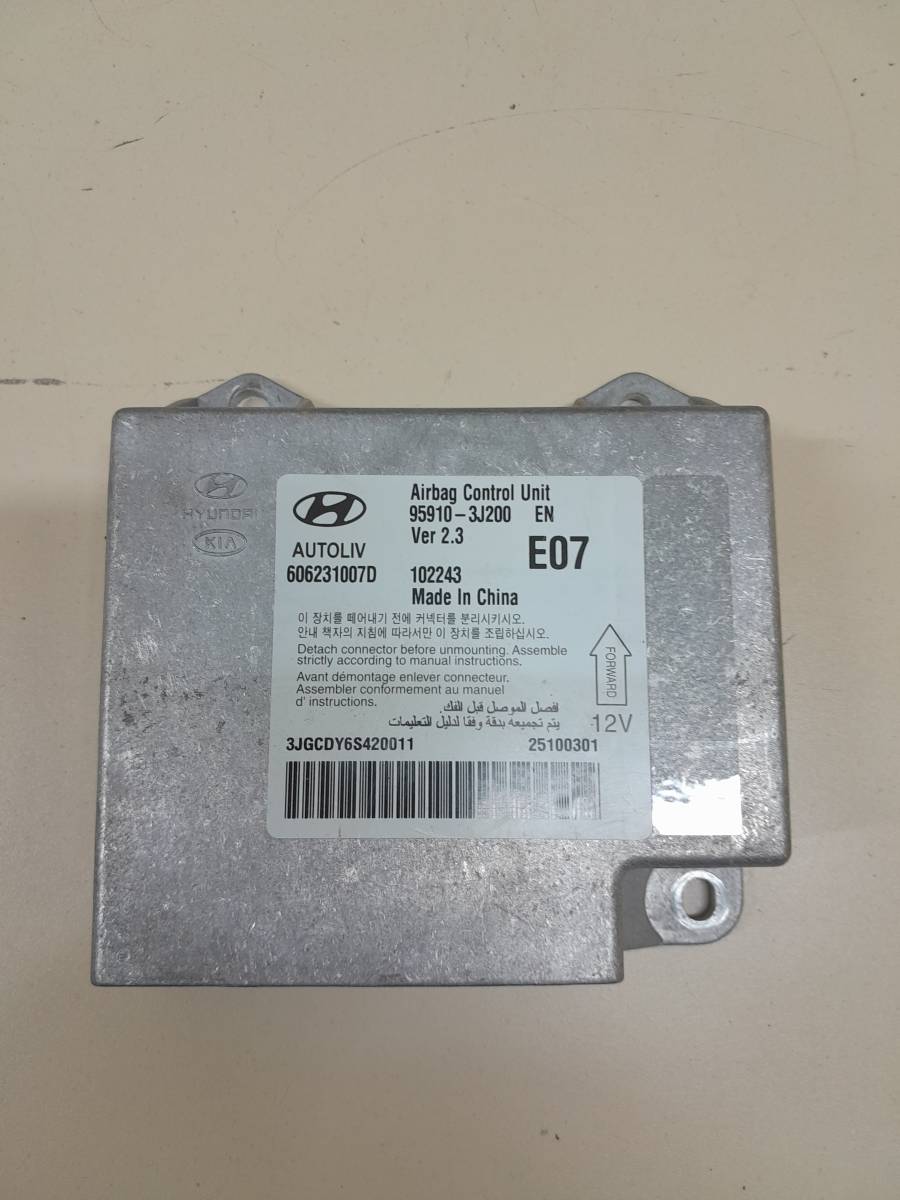 HYUNDAI
KIA
Airbag Control Unit
95910-3J200 EN
Ver 2.3
E07
AUTOLIV
606231007D
102243
Made In China
이 장치를 떼어내기 전에 커넥터를 분리시키시오.
안내 책자의 지침에 따라서만 이 장치를 조립하십시오.
Detach connector before unmounting. Assemble
strictly according to manual instructions.
Avant démontage enlever connecteur.
Assembler conformement au manuel
d' instructions.
افصل الموصل قبل الفك.
يتم تجميعه بدقة وفقا لدليل التعليمات
FORWARD
12V
3JGCDY6S420011
25100301